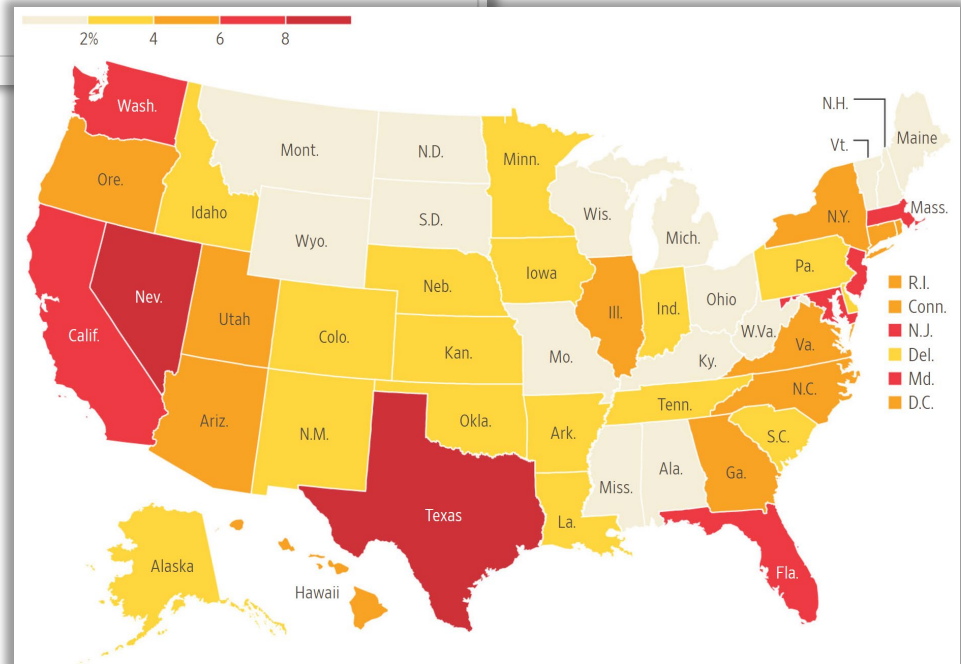 2% 4 6 8
N.H.
Wash.
Maine
Vt.
Mont.
N.D.
Minn.
Ore.
Idaho
S.D.
Wis.
Mass.
N.Y.
Wyo.
Mich.
Pa.
Iowa
R.I.
Neb.
Nev.
Ohio
Conn.
Ill.
Ind.
Utah
N.J.
Calif.
Colo.
W.Va.
Va.
Kan.
Mo.
Del.
Ky.
Md.
N.C.
D.C.
Tenn.
Ariz.
Okla.
N.M.
Ark.
S.C.
Ala.
Ga.
Miss.
Texas
La.
Alaska
Fla.
Hawaii